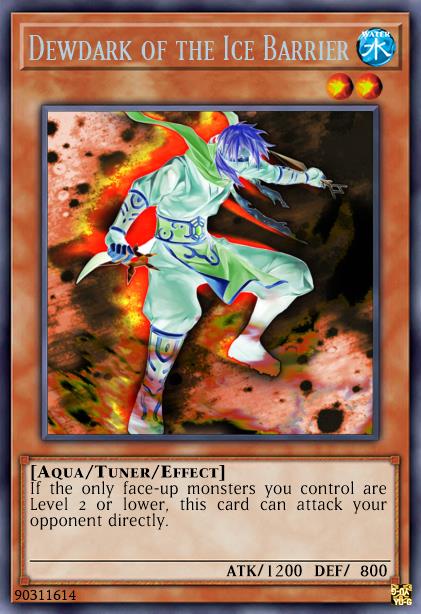 DEWDARK OF THE ICE BARRIER
WATER
水
[AQUA/TUNER/EFFECT]
If the only face-up monsters you control are
Level 2 or lower, this card can attack your
opponent directly.
ATK/1200 DEF/ 800
90311614